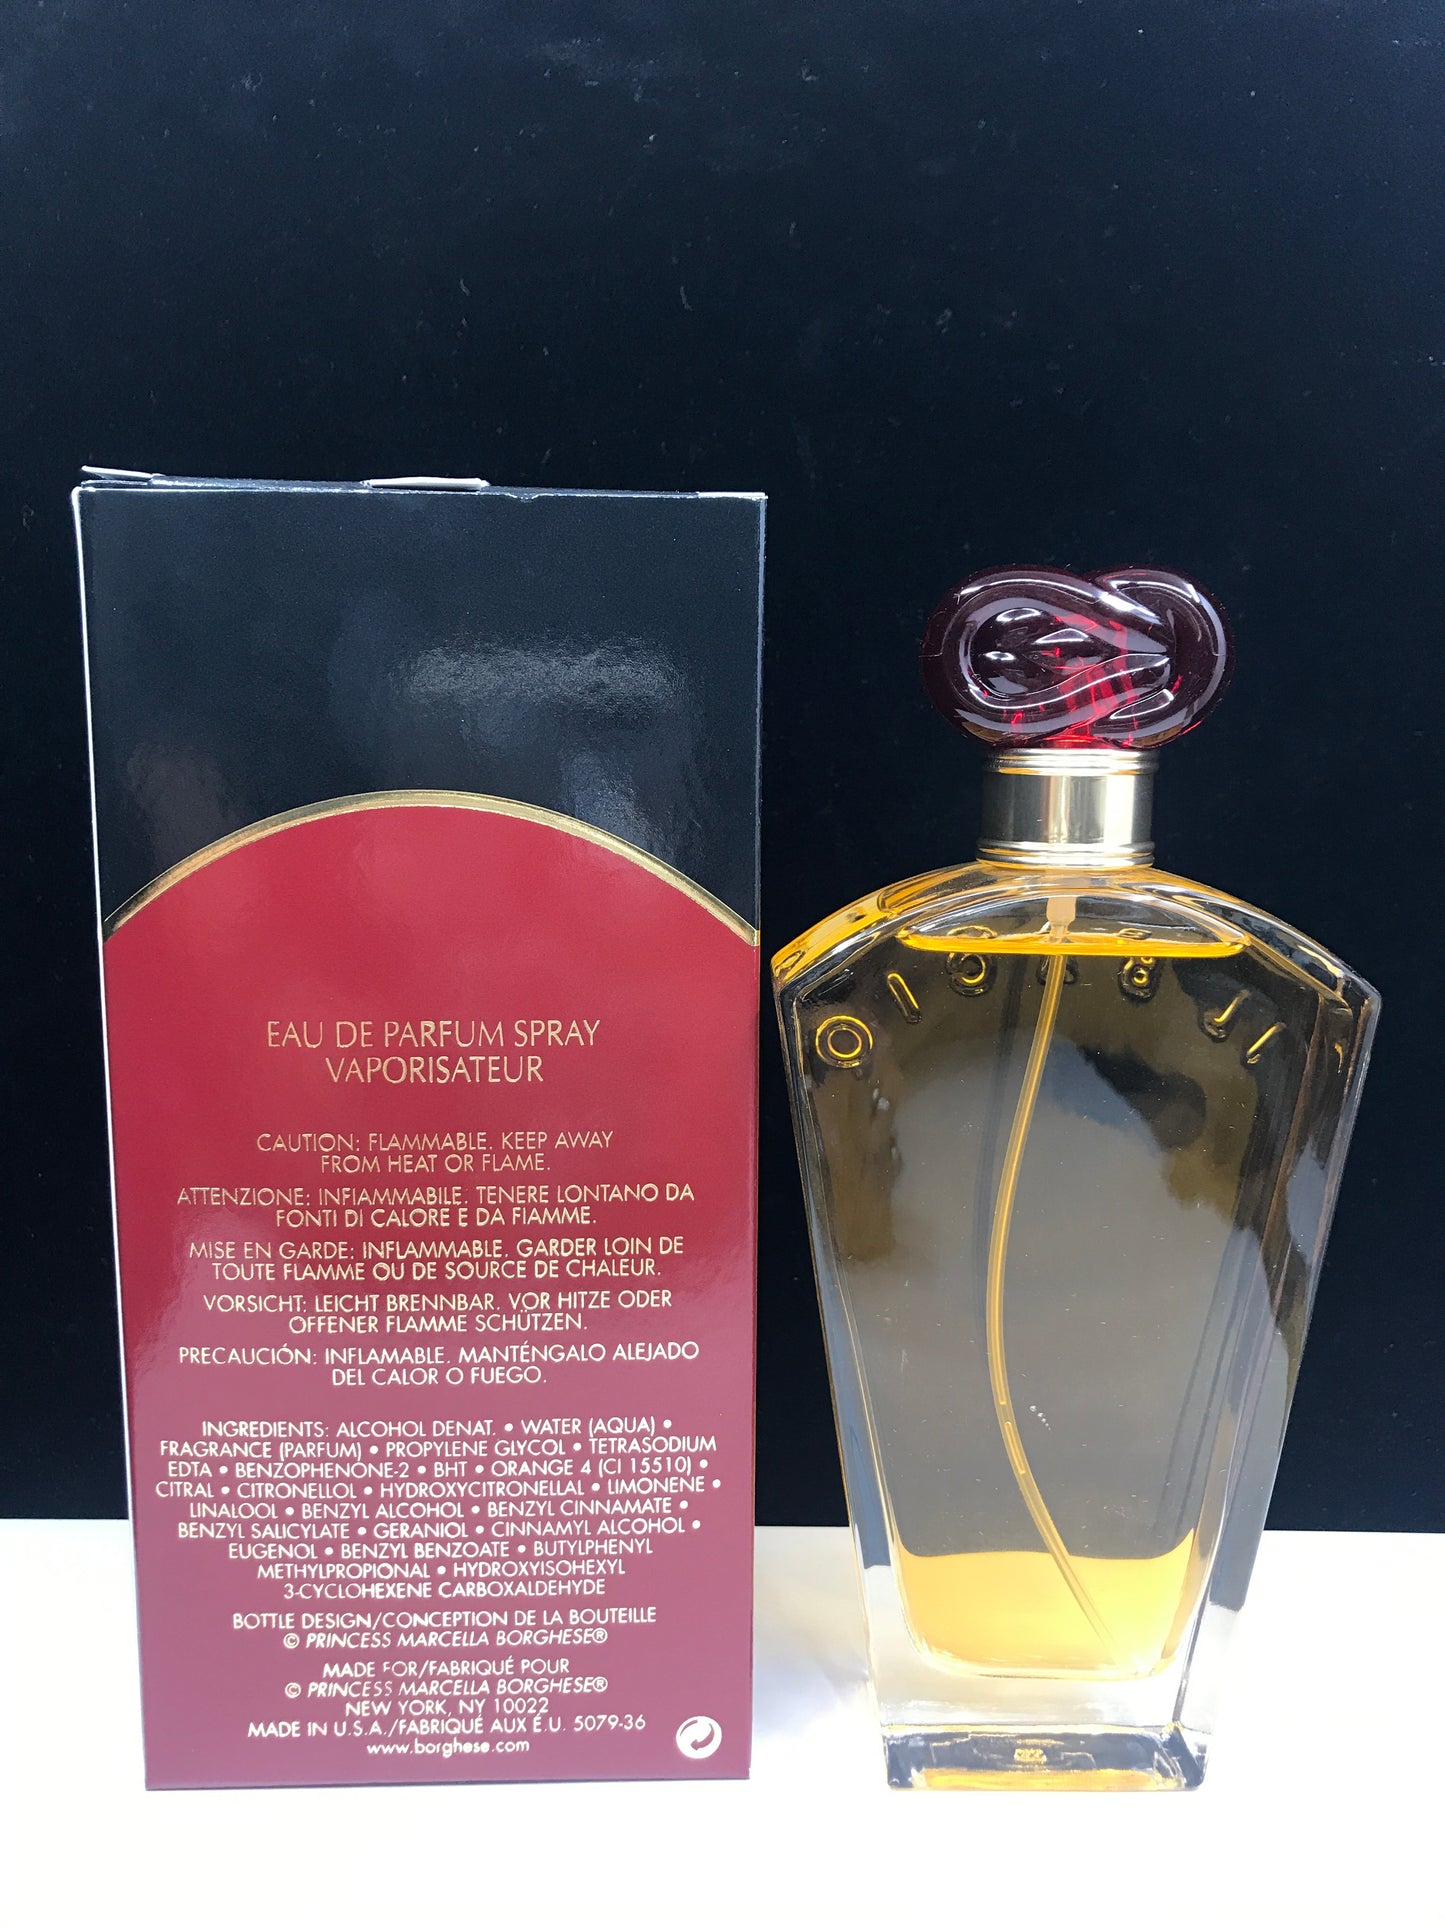 EAU DE PARFUM SPRAY
VAPORISATEUR
CAUTION: FLAMMABLE. KEEP AWAY
FROM HEAT OR FLAME.
ATTENZIONE: INFIAMMABILE. TENERE LONTANO DA
FONTI DI CALORE E DA FIAMME.
MISE EN GARDE: INFLAMMABLE. GARDER LOIN DE
TOUTE FLAMME OU DE SOURCE DE CHALEUR.
VORSICHT: LEICHT BRENNBAR. VOR HITZE ODER
OFFENER FLAMME SCHÜTZEN.
PRECAUCIÓN: INFLAMABLE. MANTÉNGALO ALEJADO
DEL CALOR O FUEGO.
INGREDIENTS: ALCOHOL DENAT. • WATER (AQUA) •
FRAGRANCE (PARFUM) • PROPYLENE GLYCOL • TETRASODIUM
EDTA • BENZOPHENONE-2 • BHT • ORANGE 4 (CI 15510) •
CITRAL • CITRONELLOL • HYDROXYCITRONELLAL • LIMONENE •
LINALOOL • BENZYL ALCOHOL • BENZYL CINNAMATE •
BENZYL SALICYLATE • GERANIOL • CINNAMYL ALCOHOL •
EUGENOL • BENZYL BENZOATE • BUTYLPHENYL
METHYLPROPIONAL • HYDROXYISOHEXYL
3-CYCLOHEXENE CARBOXALDEHYDE
BOTTLE DESIGN/CONCEPTION DE LA BOUTEILLE
© PRINCESS MARCELLA BORGHESE®
MADE FOR/FABRIQUÉ POUR
© PRINCESS MARCELLA BORGHESE®
NEW YORK, NY 10022
MADE IN U.S.A./FABRIQUÉ AUX É.U. 5079-36
www.borghese.com